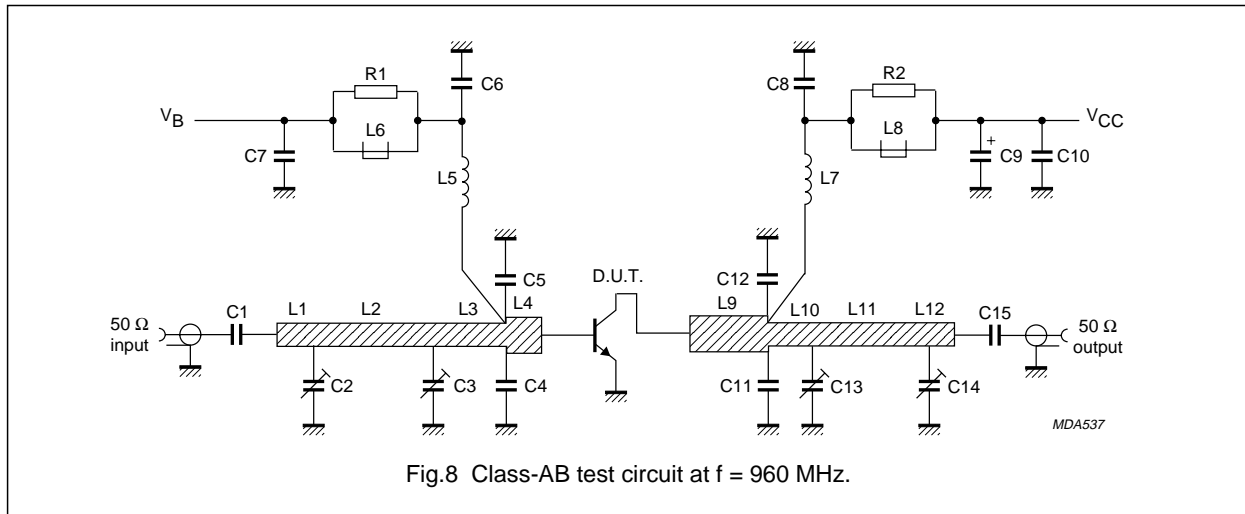 C6
R1
C8
R2
V_B
V_CC
L6
L8
C7
+
C9
C10
L5
L7
C5
D.U.T.
C12
L4
L9
C1
L1
L2
L3
L10
L11
L12
C15
50 Ω
input
50 Ω
output
C2
C3
C4
C11
C13
C14
MDA537
Fig.8 Class-AB test circuit at f = 960 MHz.